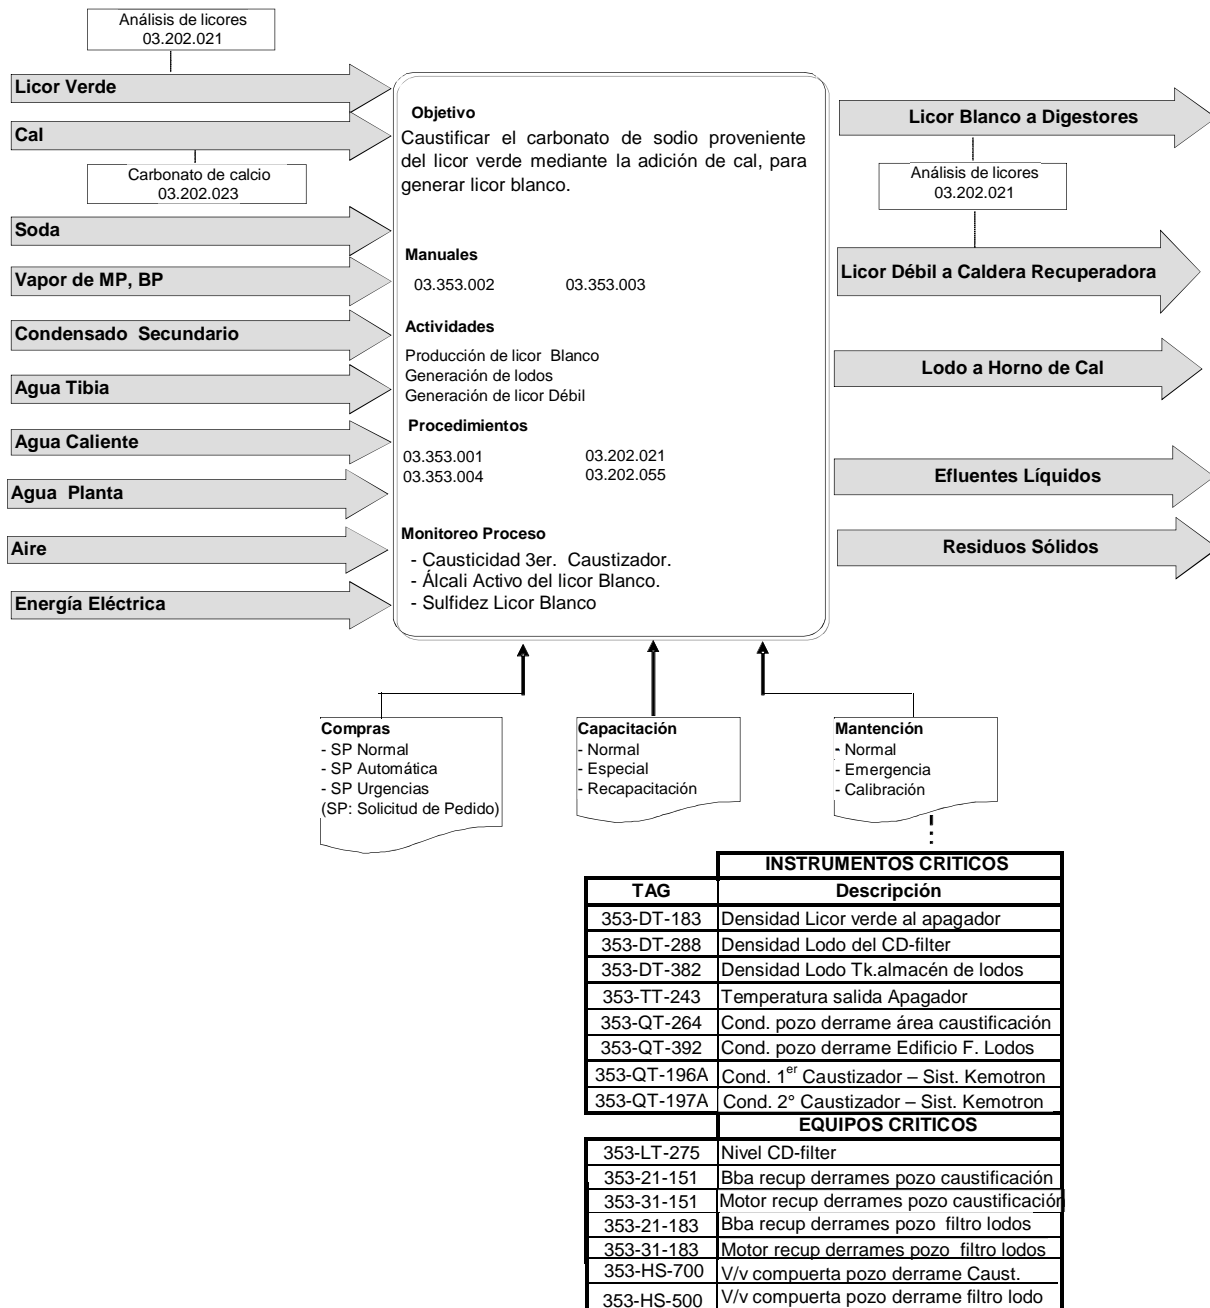 Análisis de licores
03.202.021
Licor Verde
Cal
Carbonato de calcio
03.202.023
Soda
Vapor de MP, BP
Condensado Secundario
Agua Tibia
Agua Caliente
Agua Planta
Aire
Energía Eléctrica
Objetivo
Caustificar el carbonato de sodio proveniente
del licor verde mediante la adición de cal, para
generar licor blanco.
Manuales
03.353.002 03.353.003
Actividades
Producción de licor Blanco
Generación de lodos
Generación de licor Débil
Procedimientos
03.353.001 03.202.021
03.353.004 03.202.055
Monitoreo Proceso
- Causticidad 3er. Caustizador.
- Álcali Activo del licor Blanco.
- Sulfidez Licor Blanco
Licor Blanco a Digestores
Análisis de licores
03.202.021
Licor Débil a Caldera Recuperadora
Lodo a Horno de Cal
Efluentes Líquidos
Residuos Sólidos
Compras
- SP Normal
- SP Automática
- SP Urgencias
(SP: Solicitud de Pedido)
Capacitación
- Normal
- Especial
- Recapacitación
Mantención
- Normal
- Emergencia
- Calibración
INSTRUMENTOS CRITICOS
TAG Descripción
353-DT-183 Densidad Licor verde al apagador
353-DT-288 Densidad Lodo del CD-filter
353-DT-382 Densidad Lodo Tk.almacén de lodos
353-TT-243 Temperatura salida Apagador
353-QT-264 Cond. pozo derrame área caustificación
353-QT-392 Cond. pozo derrame Edificio F. Lodos
353-QT-196A Cond. 1er Caustizador – Sist. Kemotron
353-QT-197A Cond. 2° Caustizador – Sist. Kemotron
EQUIPOS CRITICOS
353-LT-275 Nivel CD-filter
353-21-151 Bba recup derrames pozo caustificación
353-31-151 Motor recup derrames pozo caustificación
353-21-183 Bba recup derrames pozo filtro lodos
353-31-183 Motor recup derrames pozo filtro lodos
353-HS-700 V/v compuerta pozo derrame Caust.
353-HS-500 V/v compuerta pozo derrame filtro lodo